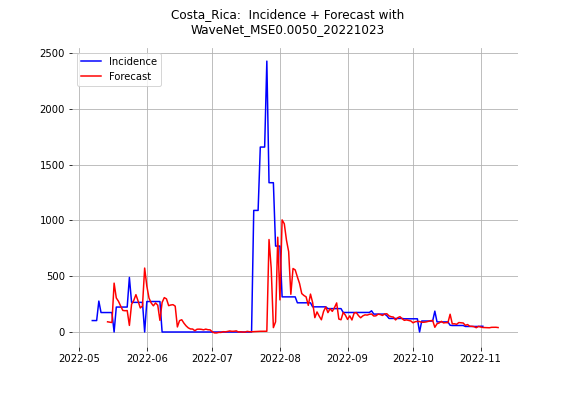 Costa_Rica:  Incidence + Forecast with
WaveNet_MSE0.0050_20221023
Incidence
Forecast
2500
2000
1500
1000
500
0
2022-05 2022-06 2022-07 2022-08 2022-09 2022-10 2022-11